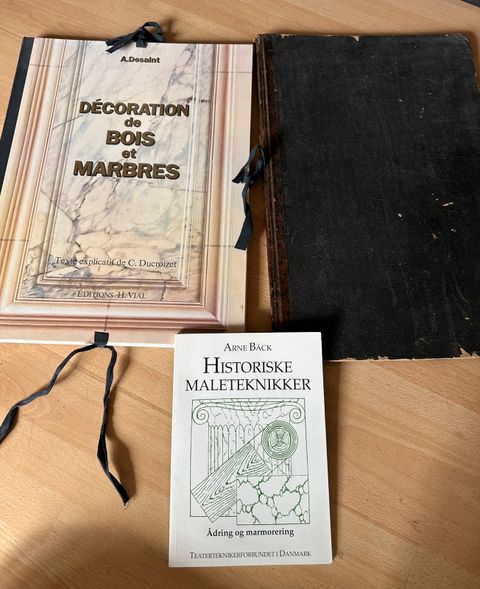 A.Desaint
DÉCORATION
de
BOIS
et
MARBRES
Texte explicatif de C. Ducroizet
EDITIONS H. VIAL
ARNE BÄCK
HISTORISKE
MALETEKNIKKER
Ådring og marmorering
TEATERTEKNIKERFORBUNDET I DANMARK